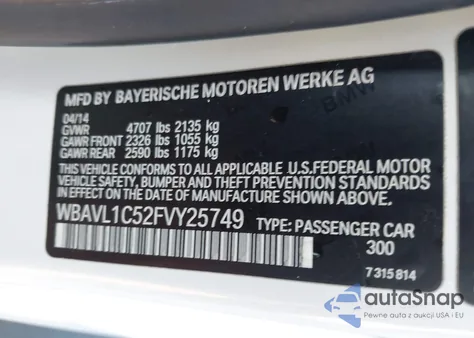 MFD BY BAYERISCHE MOTOREN WERKE AG
04/14
GVWR 4707 lbs 2135 kg
GAWR FRONT 2326 lbs 1055 kg
GAWR REAR 2590 lbs 1175 kg
THIS VEHICLE CONFORMS TO ALL APPLICABLE U.S.FEDERAL MOTOR
VEHICLE SAFETY, BUMPER AND THEFT PREVENTION STANDARDS
IN EFFECT ON THE DATE OF MANUFACTURE SHOWN ABOVE.
WBAVL1C52FVY25749 TYPE: PASSENGER CAR
300
7 315 814
BMW
autoSnap
Pewne auta z aukcji USA i EU